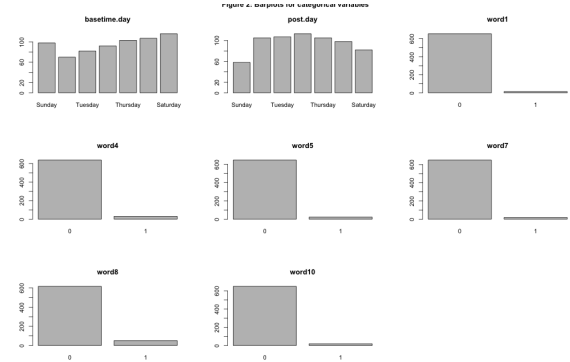 Figure 2. Barplots for categorical variables
basetime.day
post.day
word1
0 20 60 100
0 20 60 100
0 200 400 600
Sunday Tuesday Thursday Saturday
Sunday Tuesday Thursday Saturday
0 1
word4
word5
word7
0 200 400 600
0 200 400 600
0 200 400 600
0 1
0 1
0 1
word8
word10
0 200 400 600
0 200 400 600
0 1
0 1